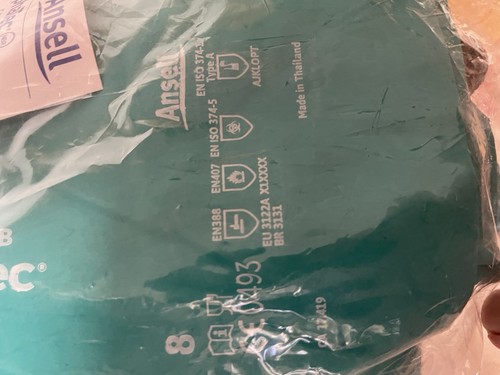 Ansell
Ansell
EN ISO 374-1/
Type A
AJKLOPT
Made in Thailand
EN ISO 374-5
EN407
X1XXXX
EN388
EU 3122A
BR 3131
8
8